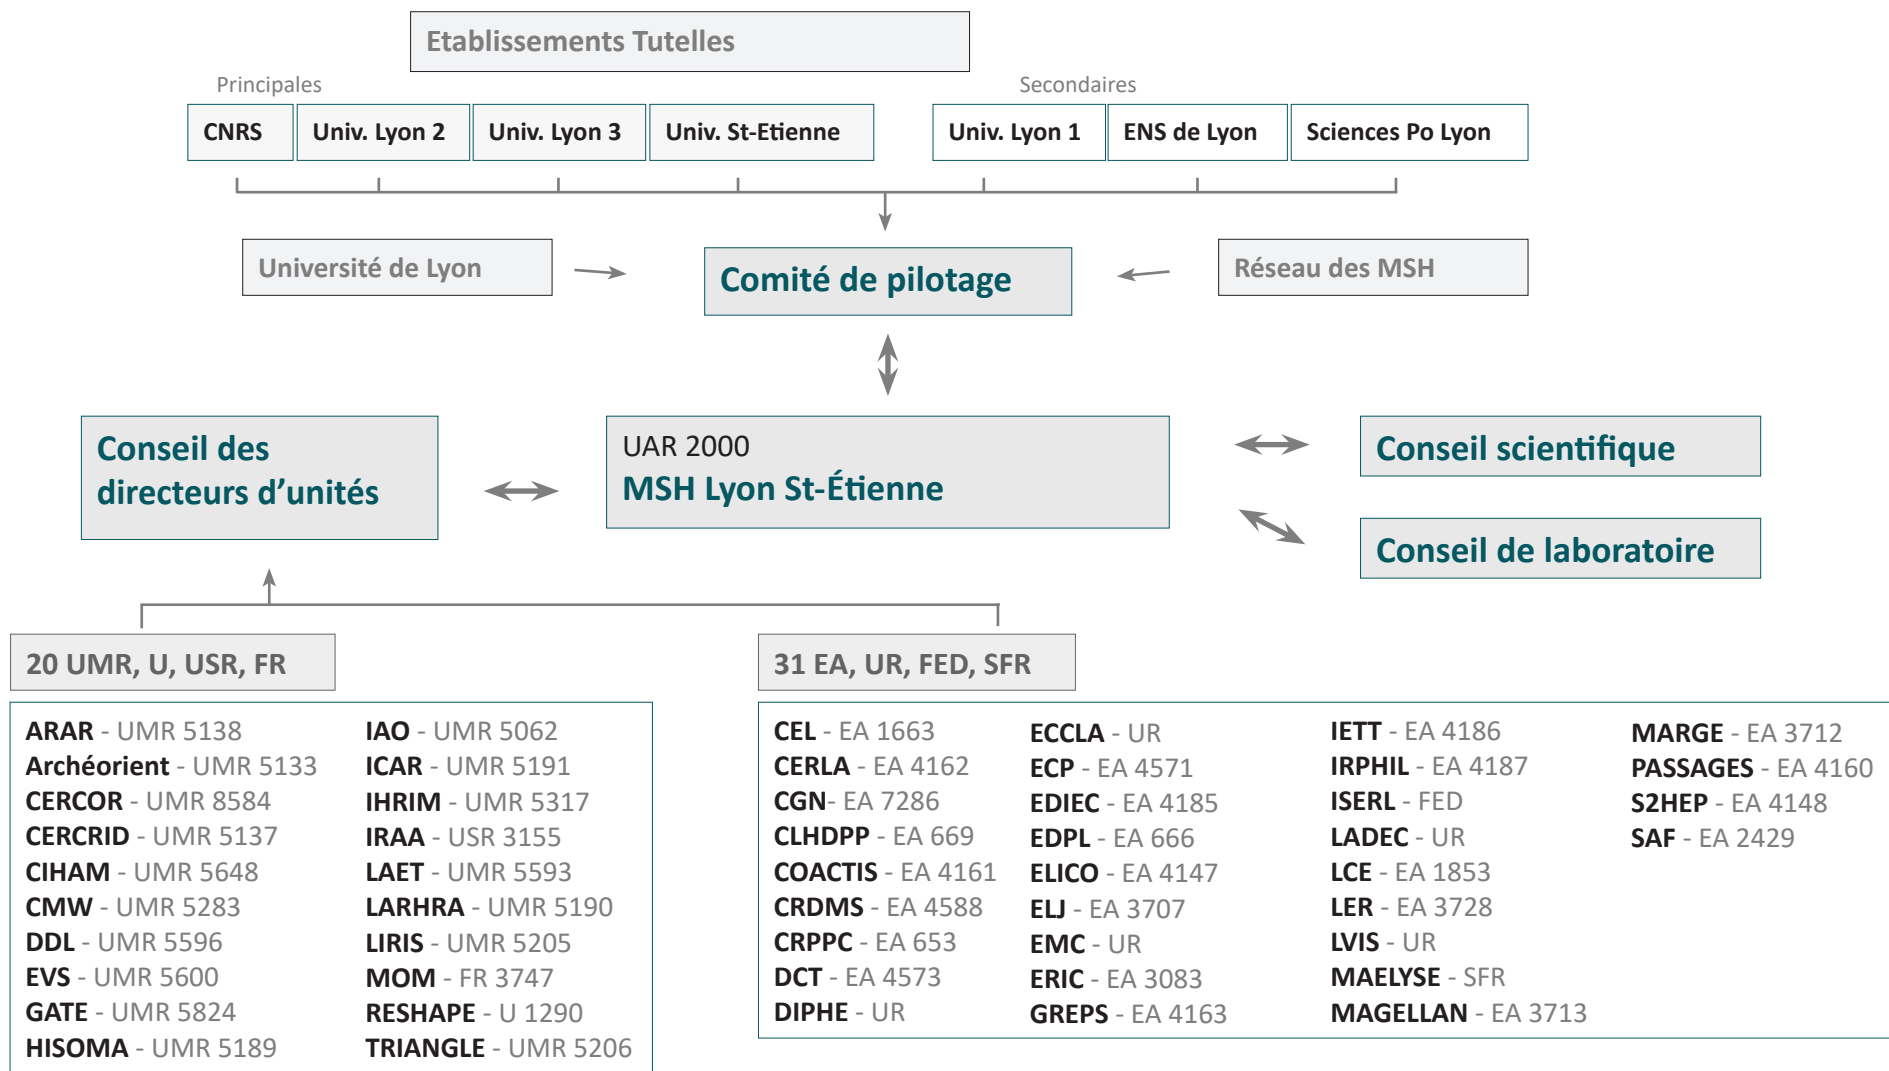 Etablissements Tutelles
Principales
Secondaires
CNRS
Univ. Lyon 2
Univ. Lyon 3
Univ. St-Etienne
Univ. Lyon 1
ENS de Lyon
Sciences Po Lyon
Université de Lyon
Comité de pilotage
Réseau des MSH
Conseil des
directeurs d'unités
UAR 2000
MSH Lyon St-Étienne
Conseil scientifique
Conseil de laboratoire
20 UMR, U, USR, FR
ARAR - UMR 5138
Archéorient - UMR 5133
CERCOR - UMR 8584
CERCRID - UMR 5137
CIHAM - UMR 5648
CMW - UMR 5283
DDL - UMR 5596
EVS - UMR 5600
GATE - UMR 5824
HISOMA - UMR 5189
IAO - UMR 5062
ICAR - UMR 5191
IHRIM - UMR 5317
IRAA - USR 3155
LAET - UMR 5593
LARHRA - UMR 5190
LIRIS - UMR 5205
MOM - FR 3747
RESHAPE - U 1290
TRIANGLE - UMR 5206
31 EA, UR, FED, SFR
CEL - EA 1663
CERLA - EA 4162
CGN- EA 7286
CLHDPP - EA 669
COACTIS - EA 4161
CRDMS - EA 4588
CRPPC - EA 653
DCT - EA 4573
DIPHE - UR
ECCLA - UR
ECP - EA 4571
EDIEC - EA 4185
EDPL - EA 666
ELICO - EA 4147
ELJ - EA 3707
EMC - UR
ERIC - EA 3083
GREPS - EA 4163
IETT - EA 4186
IRPHIL - EA 4187
ISERL - FED
LADEC - UR
LCE - EA 1853
LER - EA 3728
LVIS - UR
MAELYSE - SFR
MAGELLAN - EA 3713
MARGE - EA 3712
PASSAGES - EA 4160
S2HEP - EA 4148
SAF - EA 2429